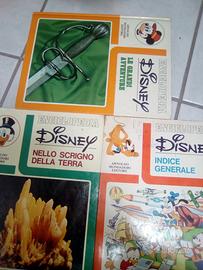 ENCICLOPEDIA
DISNEY
LE GRANDI
AVVENTURE
ENCICLOPEDIA
DISNEY
NELLO SCRIGNO
DELLA TERRA
ENCICLOPEDIA
DISNEY
INDICE
GENERALE
ARNOLDO
MONDADORI
EDITORE